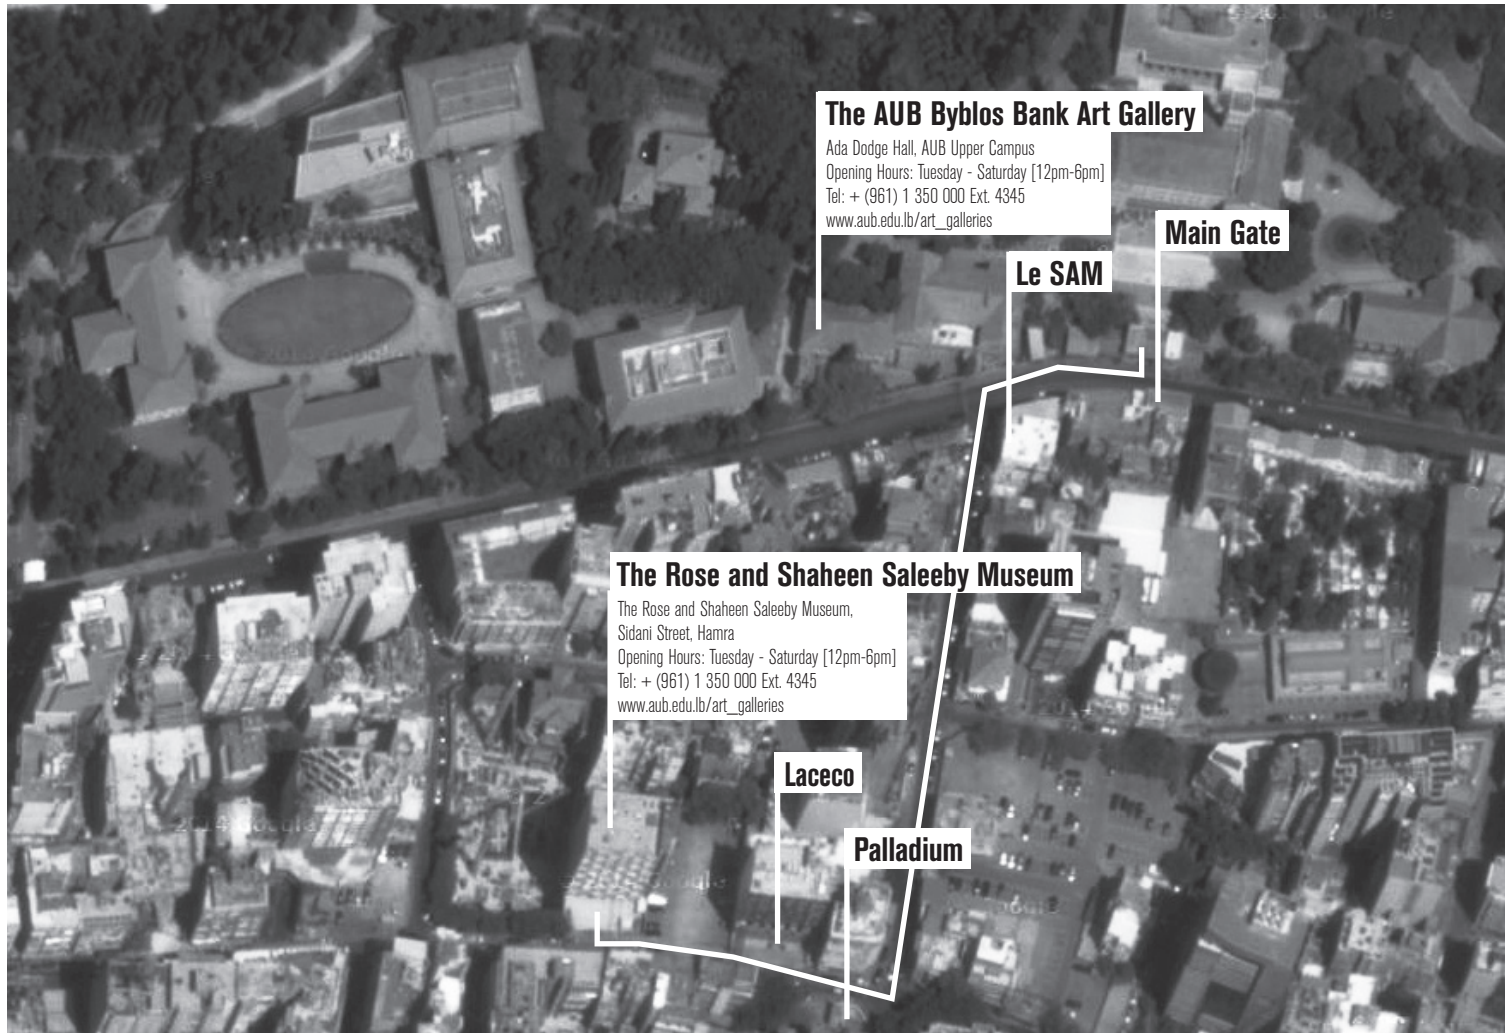 The AUB Byblos Bank Art Gallery
Ada Dodge Hall, AUB Upper Campus
Opening Hours: Tuesday - Saturday [12pm-6pm]
Tel: + (961) 1 350 000 Ext. 4345
www.aub.edu.lb/art_galleries
Main Gate
Le SAM
The Rose and Shaheen Saleeby Museum
The Rose and Shaheen Saleeby Museum,
Sidani Street, Hamra
Opening Hours: Tuesday - Saturday [12pm-6pm]
Tel: + (961) 1 350 000 Ext. 4345
www.aub.edu.lb/art_galleries
Laceco
Palladium